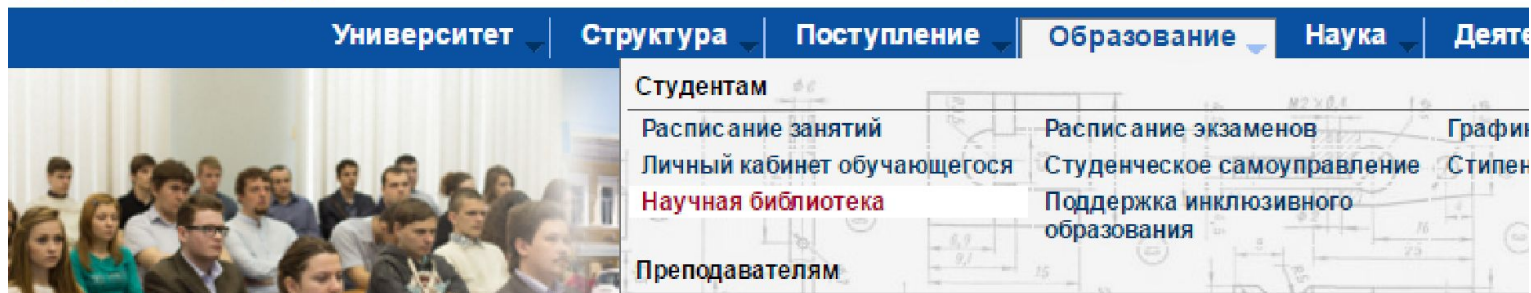 Университет Структура Поступление Образование Наука
Студентам
Расписание занятий Расписание экзаменов
Личный кабинет обучающегося Студенческое самоуправление
Научная библиотека Поддержка инклюзивного
образования
Преподавателям